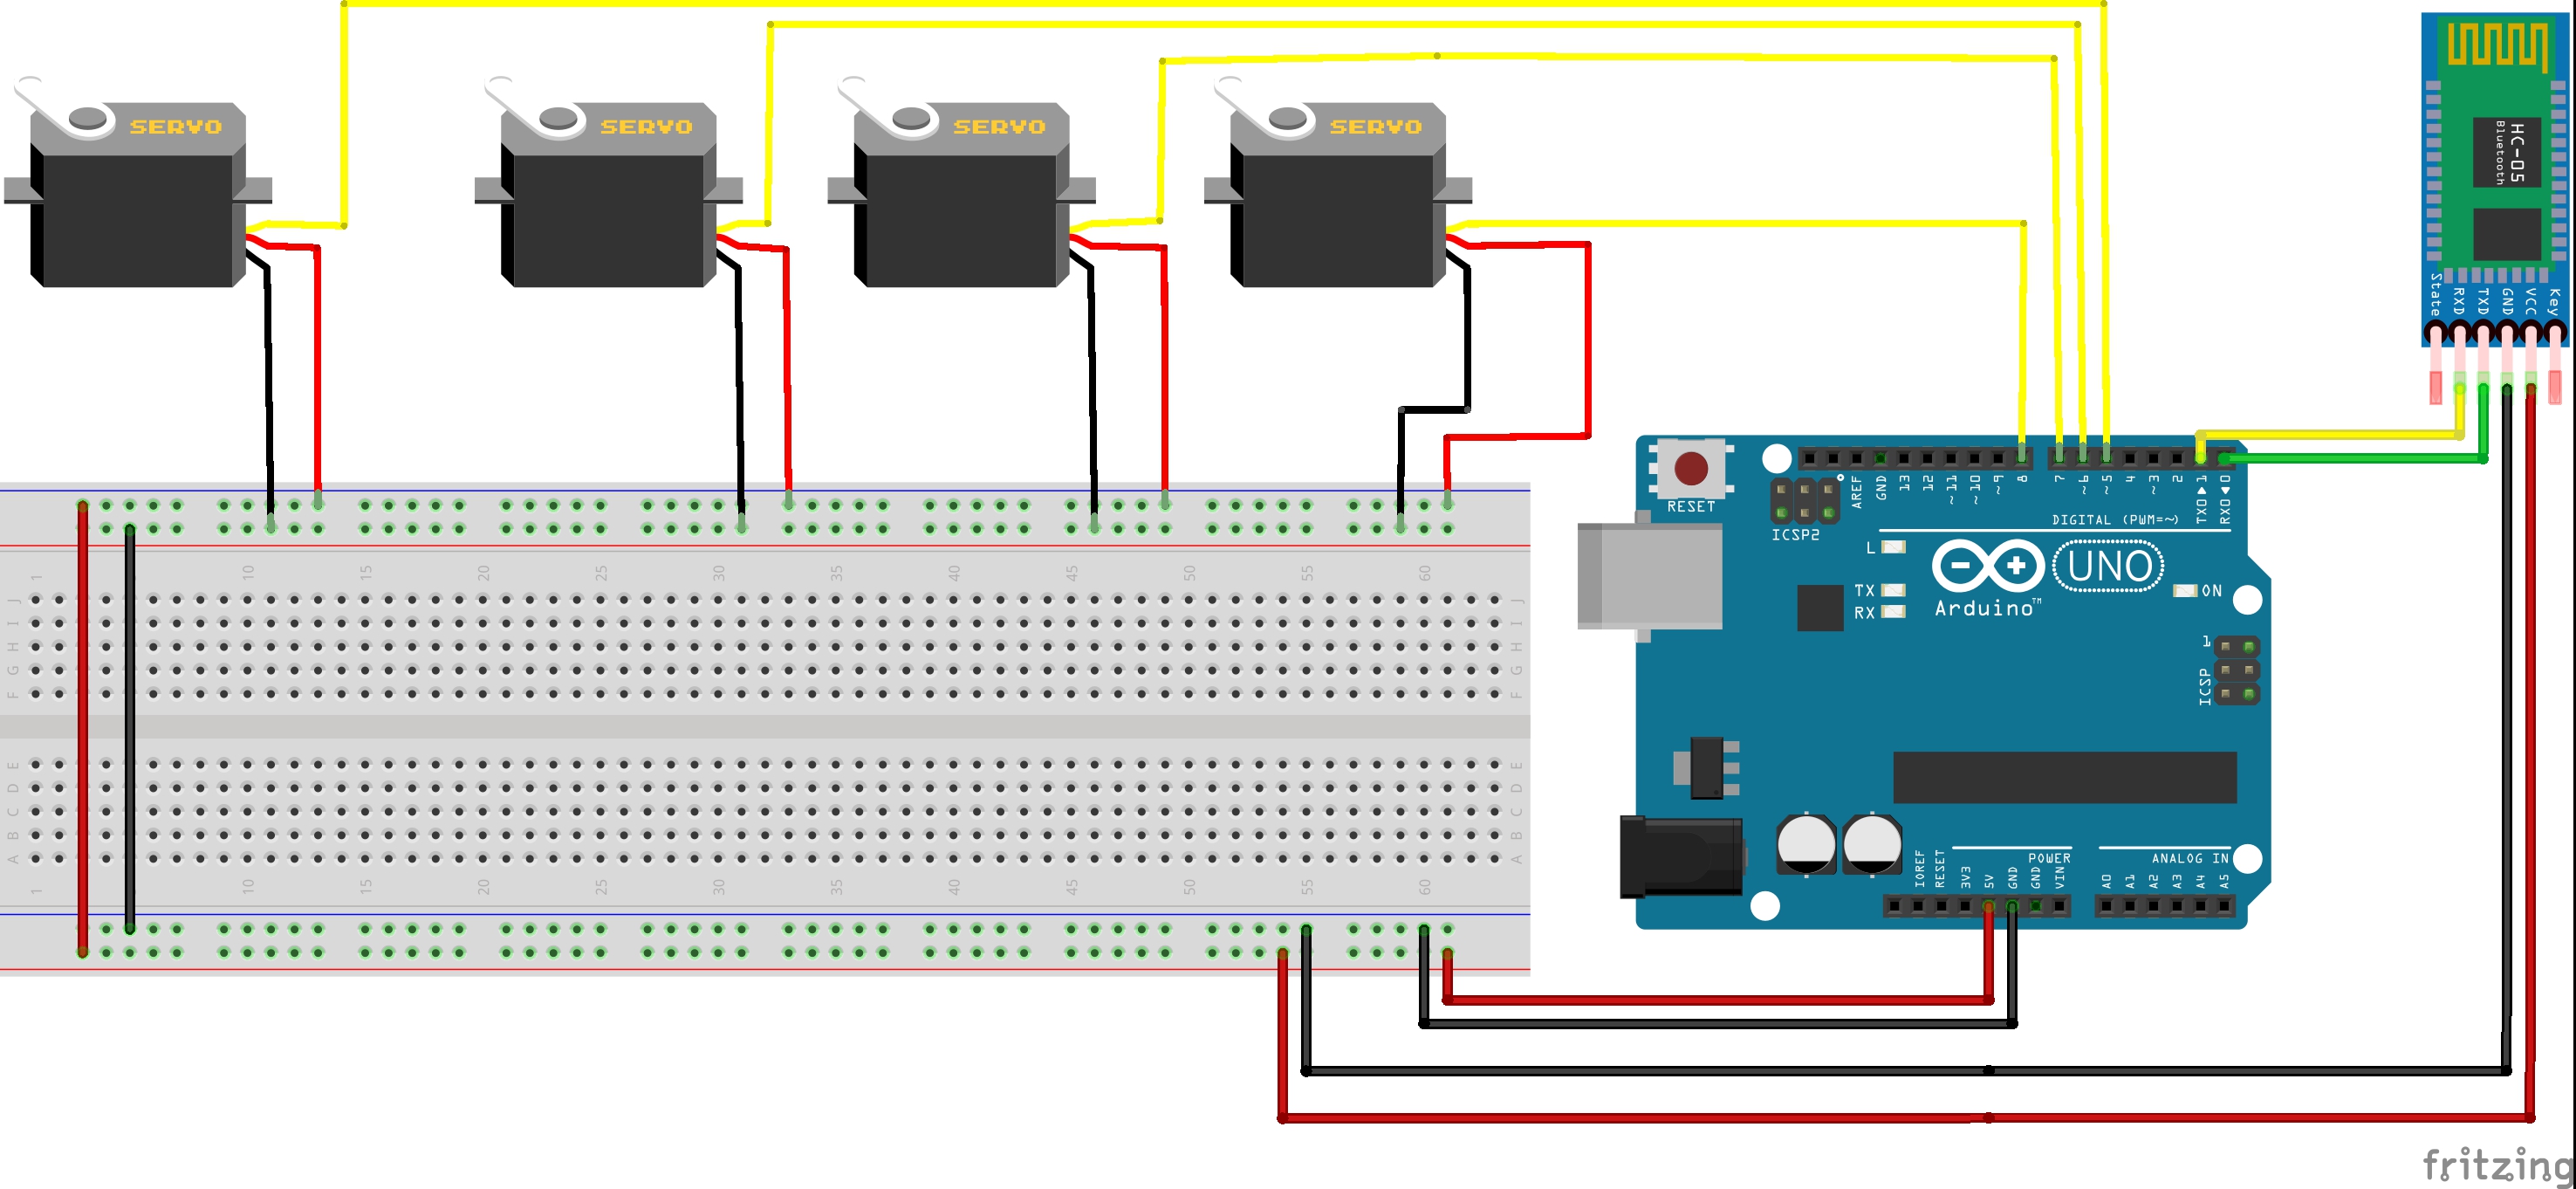 SERVO
SERVO
SERVO
SERVO
HC-05
Bluetooth
State
RXD
TXD
GND
VCC
Key
RESET
ICSP2
AREF
GND
13
12
~11
~10
~9
8
7
~6
~5
4
~3
2
TX0▶1
RX0◀0
DIGITAL (PWM=~)
L
TX
RX
Arduino™
UNO
ON
1
ICSP
IOREF
RESET
3V3
5V
GND
GND
VIN
POWER
ANALOG IN
A0
A1
A2
A3
A4
A5
1 10 15 20 25 30 35 40 45 50 55 60
J J
I I
H H
G G
F F
E E
D D
C C
B B
A A
1 10 15 20 25 30 35 40 45 50 55 60
fritzing